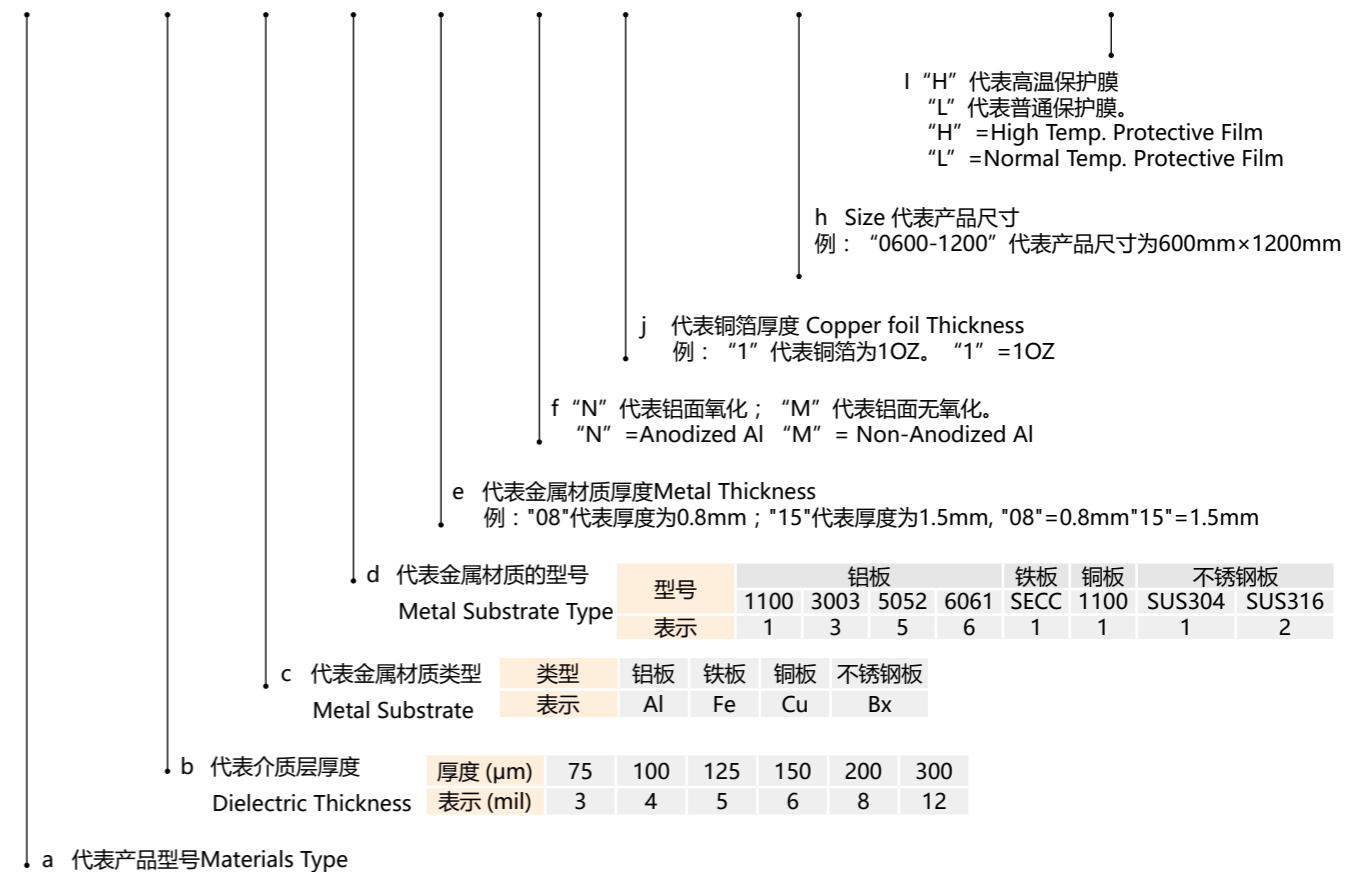 l “H” 代表高温保护膜
“L” 代表普通保护膜。
“H” =High Temp. Protective Film
“L” =Normal Temp. Protective Film
h Size 代表产品尺寸
例：“0600-1200” 代表产品尺寸为600mm×1200mm
j 代表铜箔厚度 Copper foil Thickness
例：“1” 代表铜箔为1OZ。 “1” =1OZ
f “N” 代表铝面氧化；“M” 代表铝面无氧化。
“N” =Anodized Al “M” = Non-Anodized Al
e 代表金属材质厚度Metal Thickness
例："08"代表厚度为0.8mm；"15"代表厚度为1.5mm, "08"=0.8mm"15"=1.5mm
d 代表金属材质的型号
Metal Substrate Type
型号 铝板 铁板 铜板 不锈钢板
1100 3003 5052 6061 SECC 1100 SUS304 SUS316
表示 1 3 5 6 1 1 1 2
c 代表金属材质类型
Metal Substrate
类型 铝板 铁板 铜板 不锈钢板
表示 Al Fe Cu Bx
b 代表介质层厚度
Dielectric Thickness
厚度 (μm) 75 100 125 150 200 300
表示 (mil) 3 4 5 6 8 12
a 代表产品型号Materials Type